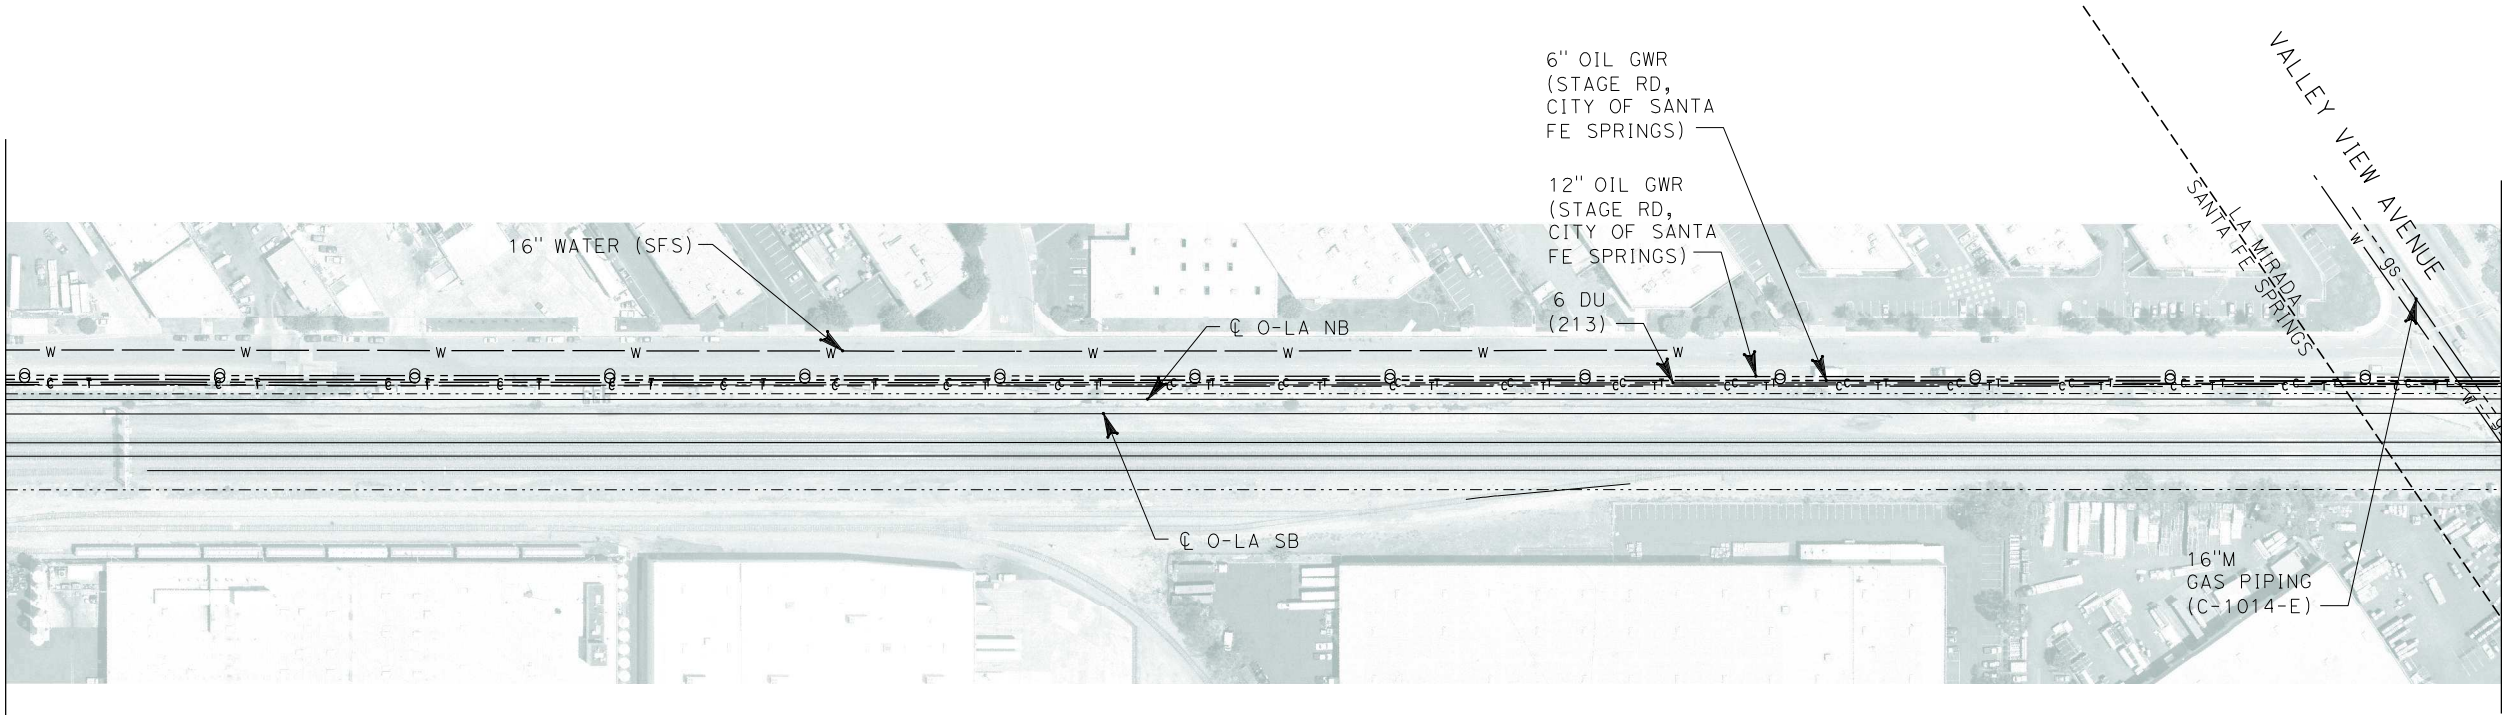 6" OIL GWR
(STAGE RD,
CITY OF SANTA
FE SPRINGS)
VALLEY VIEW AVENUE
12" OIL GWR
(STAGE RD,
CITY OF SANTA
FE SPRINGS)
LA MIRADA
SANTA FE SPRINGS
16" WATER (SFS)
6 DU
(213)
℄ O-LA NB
W W W W W W W W W
W
gs
℄ O-LA SB
W
16"M
GAS PIPING
(C-1014-E)